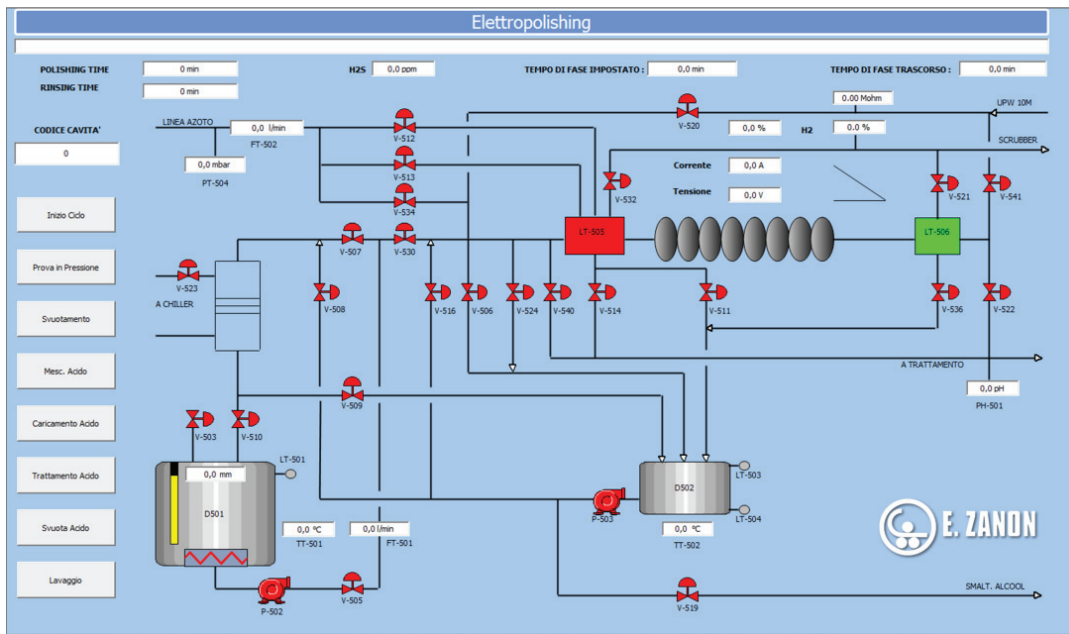 Elettropolishing
POLISHING TIME 0 min H2S 0,0 ppm TEMPO DI FASE IMPOSTATO : 0,0 min TEMPO DI FASE TRASCORSO : 0,0 min
RINSING TIME 0 min
0.00 Mohm UPW 10M
LINEA AZOTO 0,0 l/min V-512 V-520 0,0 % H2 0.0 %
CODICE CAVITA'
FT-502
SCRUBBER
0
0,0 mbar V-513 Corrente 0,0 A
PT-504
V-532 V-521 V-541
Tensione 0,0 V
Inizio Ciclo
V-534
LT-505 LT-506
V-507 V-530
Prova in Pressione
V-523
A CHILLER
V-508 V-516 V-506 V-524 V-540 V-514 V-511 V-536 V-522
Svuotamento
A TRATTAMENTO
Mesc. Acido
0,0 pH
V-509 PH-501
Caricamento Acido
V-503 V-510
LT-501
Trattamento Acido
0,0 mm LT-503
D502
D501 LT-504
P-503
Svuota Acido
0,0 °C 0,0 l/min 0,0 °C
TT-501 FT-501 TT-502
E. ZANON
Lavaggio
SMALT. ALCOOL
V-505 V-519
P-502